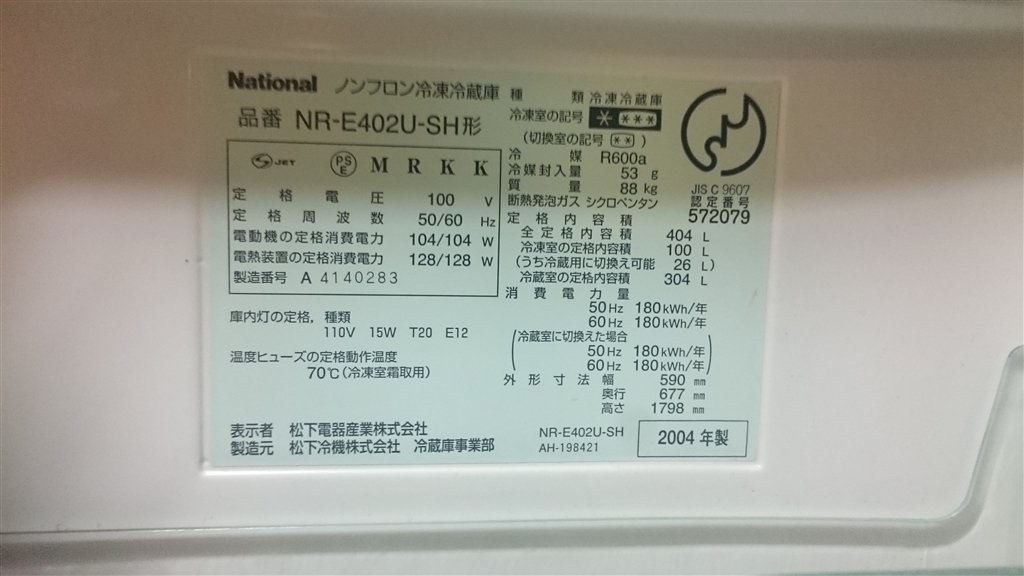 National ノンフロン冷凍冷蔵庫
品番 NR-E402U-SH形
JET PSE M R K K
定格電圧 100 V
定格周波数 50/60 Hz
電動機の定格消費電力 104/104 W
電熱装置の定格消費電力 128/128 W
製造番号 A 4140283
庫内灯の定格, 種類
110V 15W T20 E12
温度ヒューズの定格動作温度
70℃(冷凍室霜取用)
表示者 松下電器産業株式会社
製造元 松下冷機株式会社 冷蔵庫事業部
種類 冷凍冷蔵庫
冷凍室の記号 * ***
(切換室の記号 **)
冷媒 R600a
冷媒封入量 53 g
質量 88 kg
断熱発泡ガス シクロペンタン
JIS C 9607
認定番号
572079
定格内容積
全定格内容積 404 L
冷凍室の定格内容積 100 L
(うち冷蔵用に切換え可能 26 L)
冷蔵室の定格内容積 304 L
消費電力量
50Hz 180kWh/年
60Hz 180kWh/年
(冷蔵室に切換えた場合
50Hz 180kWh/年
60Hz 180kWh/年)
外形寸法 幅 590 mm
奥行 677 mm
高さ 1798 mm
NR-E402U-SH
AH-198421
2004年製